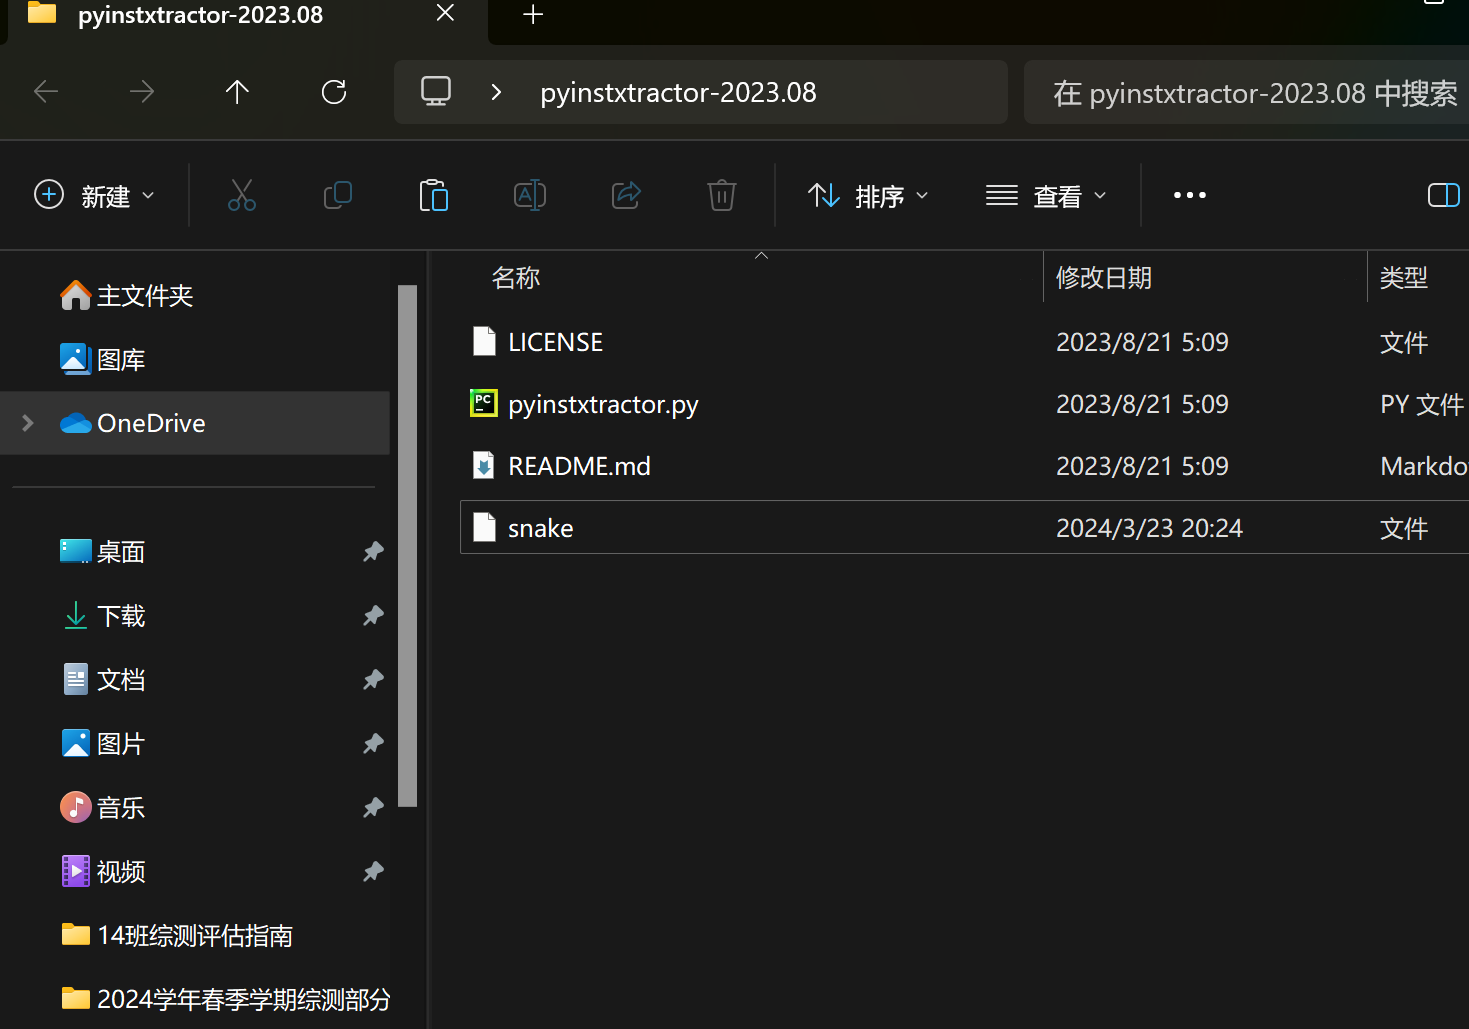 pyinstxtractor-2023.08
pyinstxtractor-2023.08
在 pyinstxtractor-2023.08 中搜索
新建
排序
查看
主文件夹
图库
OneDrive
桌面
下载
文档
图片
音乐
视频
14班综测评估指南
2024学年春季学期综测部分
名称 修改日期 类型
LICENSE 2023/8/21 5:09 文件
pyinstxtractor.py 2023/8/21 5:09 PY 文件
README.md 2023/8/21 5:09 Markdo
snake 2024/3/23 20:24 文件